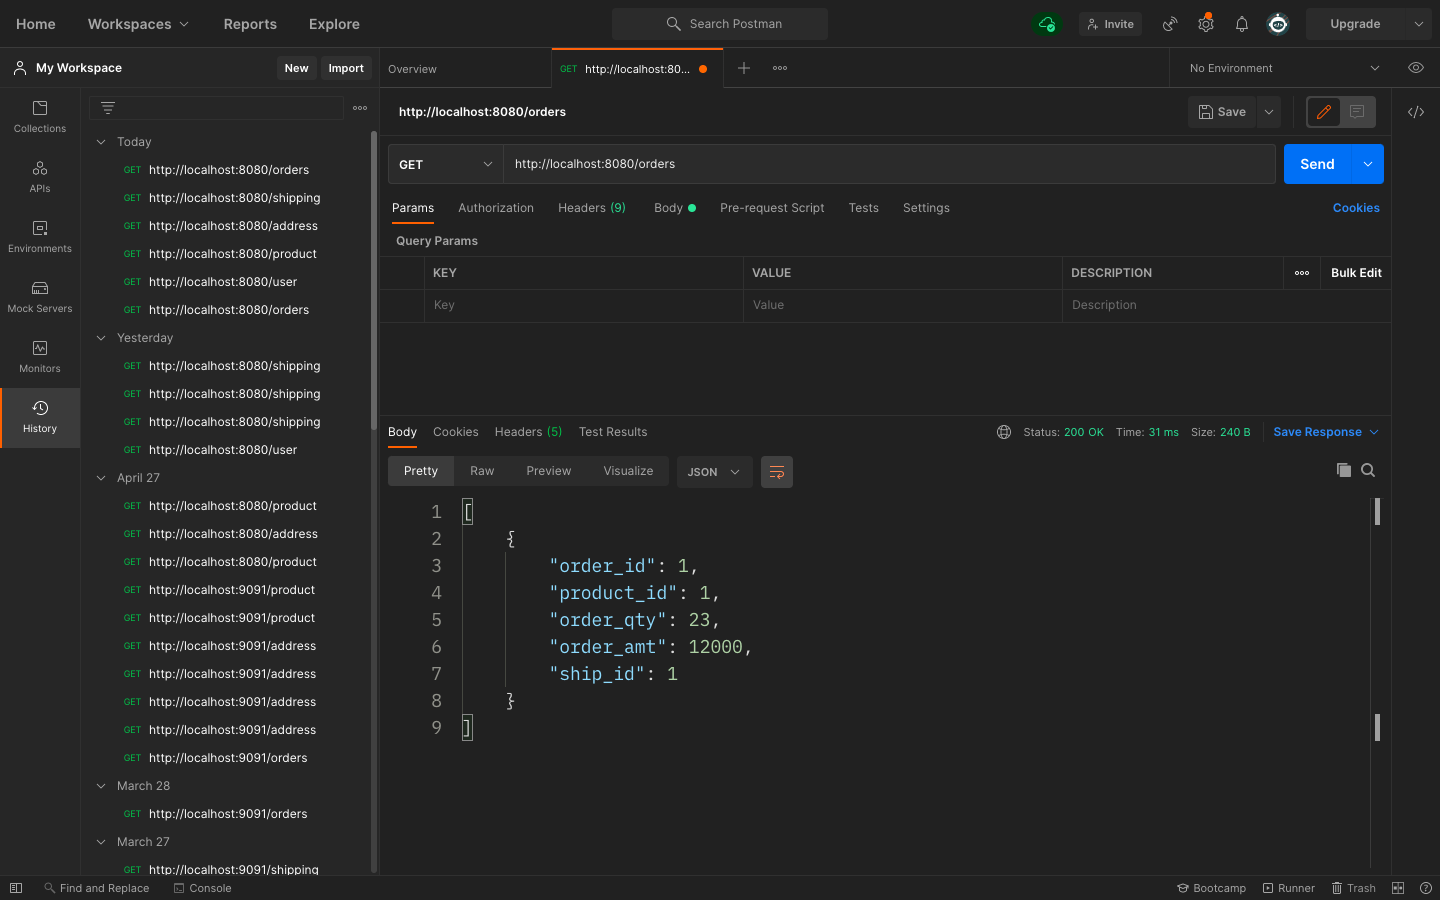 Home Workspaces Reports Explore Search Postman Invite Upgrade
My Workspace New Import
Overview GET http://localhost:80... No Environment
Collections
APIs
Environments
Mock Servers
Monitors
History
Today
GET http://localhost:8080/orders
GET http://localhost:8080/shipping
GET http://localhost:8080/address
GET http://localhost:8080/product
GET http://localhost:8080/user
GET http://localhost:8080/orders
Yesterday
GET http://localhost:8080/shipping
GET http://localhost:8080/shipping
GET http://localhost:8080/shipping
GET http://localhost:8080/user
April 27
GET http://localhost:8080/product
GET http://localhost:8080/address
GET http://localhost:8080/product
GET http://localhost:9091/product
GET http://localhost:9091/product
GET http://localhost:9091/address
GET http://localhost:9091/address
GET http://localhost:9091/address
GET http://localhost:9091/address
GET http://localhost:9091/orders
March 28
GET http://localhost:9091/orders
March 27
GET http://localhost:9091/shipping
http://localhost:8080/orders Save
GET http://localhost:8080/orders Send
Params Authorization Headers (9) Body Pre-request Script Tests Settings Cookies
Query Params
KEY VALUE DESCRIPTION Bulk Edit
Key Value Description
Body Cookies Headers (5) Test Results Status: 200 OK Time: 31 ms Size: 240 B Save Response
Pretty Raw Preview Visualize JSON
1 [
2 {
3 "order_id": 1,
4 "product_id": 1,
5 "order_qty": 23,
6 "order_amt": 12000,
7 "ship_id": 1
8 }
9 ]
Find and Replace Console Bootcamp Runner Trash